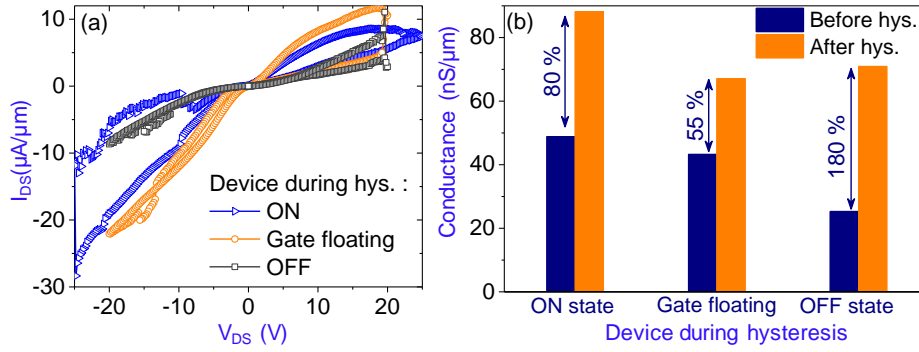 (a)
I_DS(µA/µm)
10
0
-10
-20
-30
-20
-10
0
10
20
V_DS (V)
Device during hys. :
ON
Gate floating
OFF
(b)
Conductance (nS/µm)
80
60
40
20
0
Before hys.
After hys.
80 %
55 %
180 %
ON state
Gate floating
OFF state
Device during hysteresis